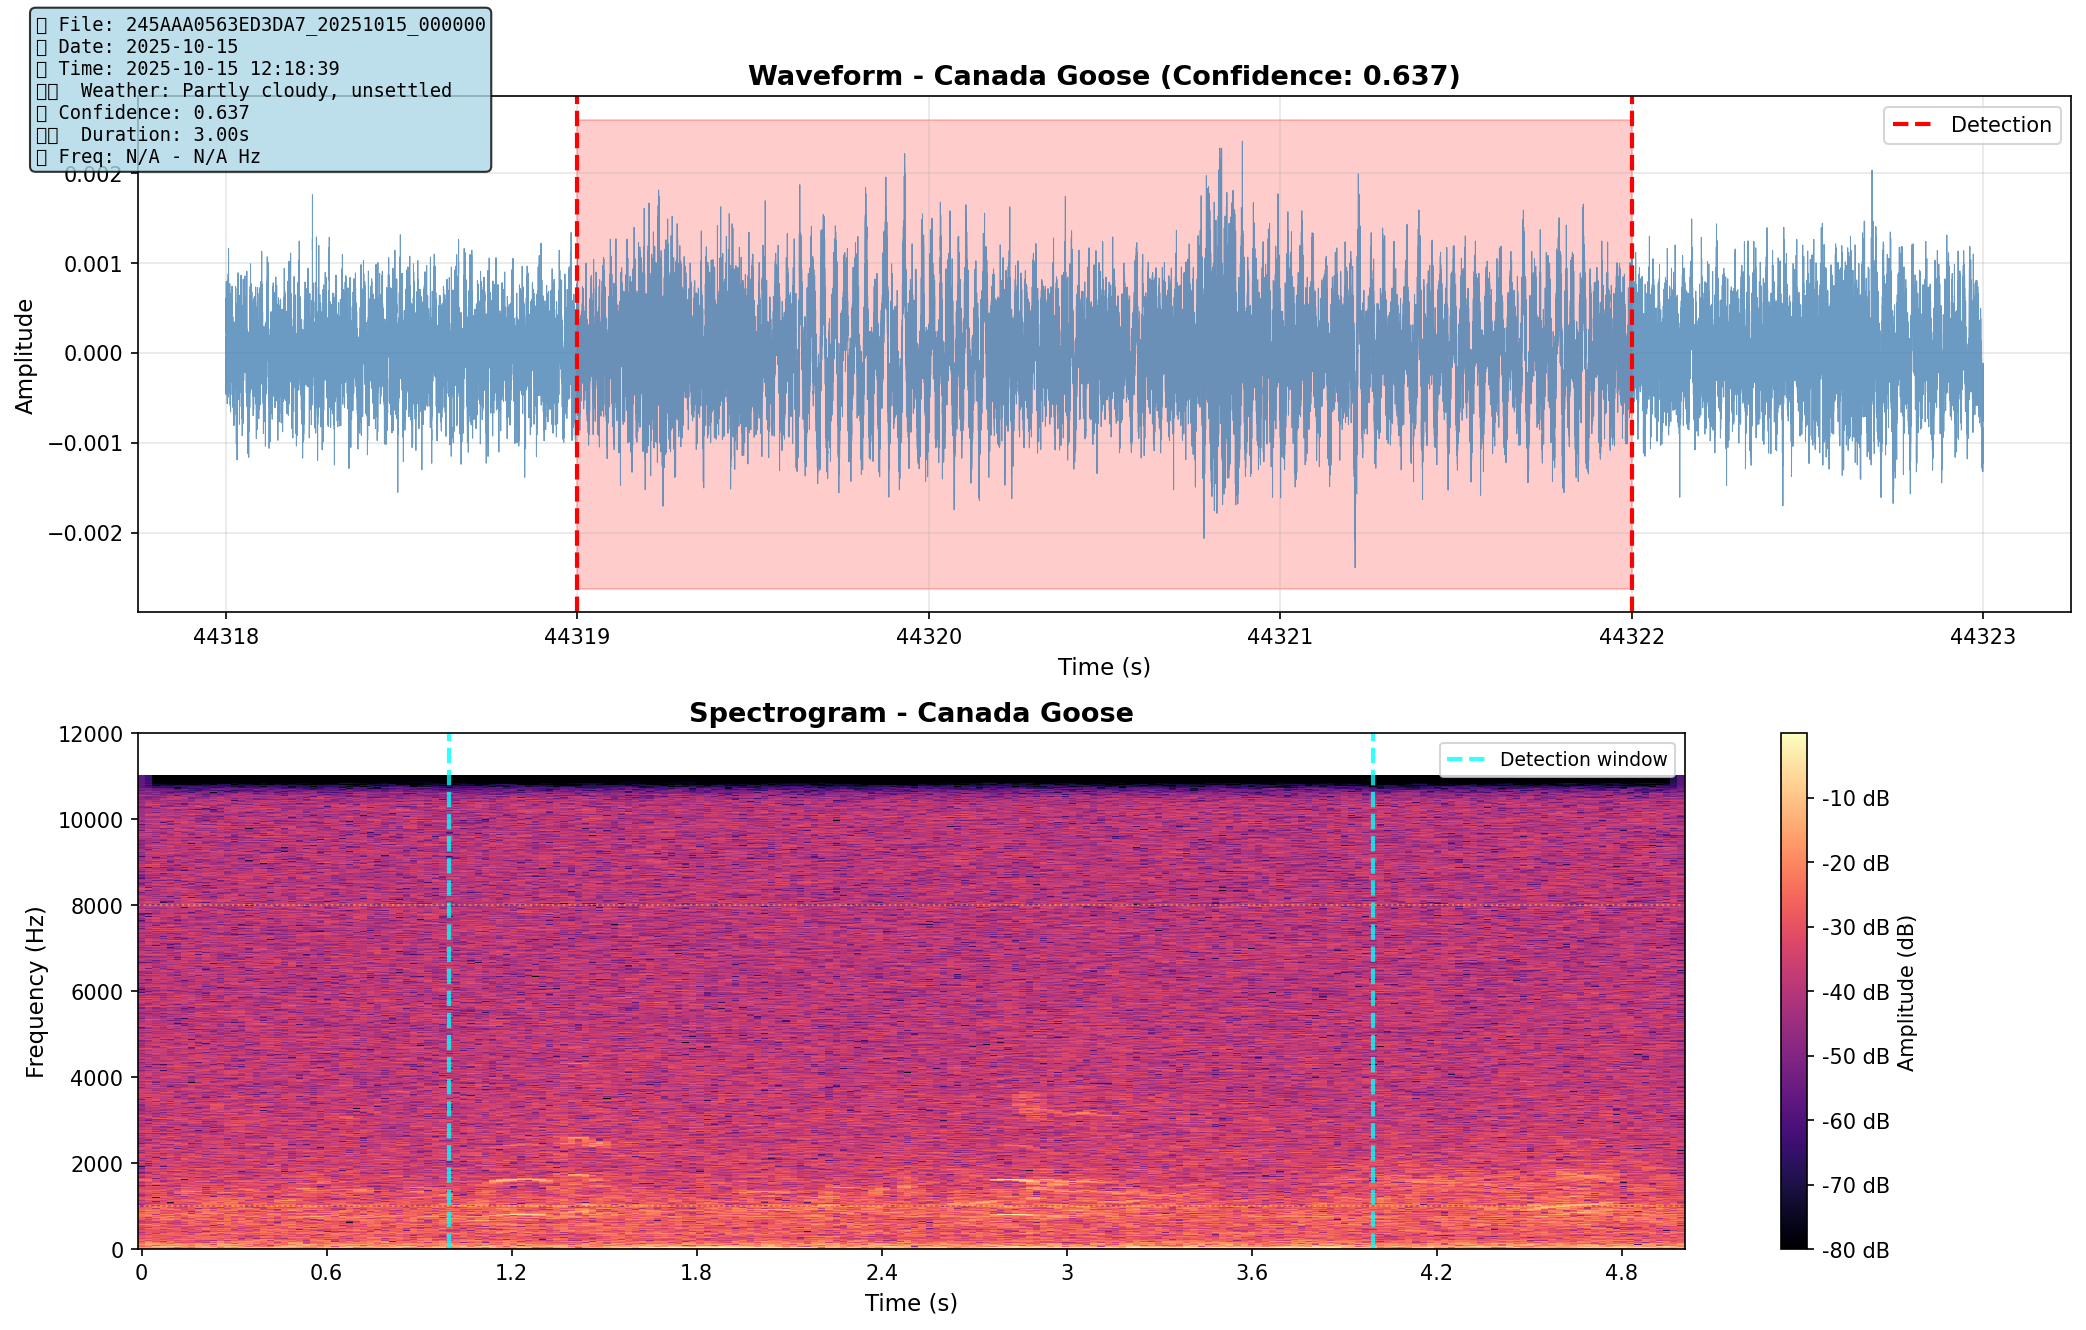 File: 245AAA0563ED3DA7_20251015_000000
Date: 2025-10-15
Time: 2025-10-15 12:18:39
Weather: Partly cloudy, unsettled
Confidence: 0.637
Duration: 3.00s
Freq: N/A - N/A Hz
Waveform - Canada Goose (Confidence: 0.637)
Detection
Amplitude
0.002
0.001
0.000
−0.001
−0.002
44318 44319 44320 44321 44322 44323
Time (s)
Spectrogram - Canada Goose
Detection window
Frequency (Hz)
12000
10000
8000
6000
4000
2000
0
0 0.6 1.2 1.8 2.4 3 3.6 4.2 4.8
Time (s)
-10 dB
-20 dB
-30 dB
-40 dB
-50 dB
-60 dB
-70 dB
-80 dB
Amplitude (dB)